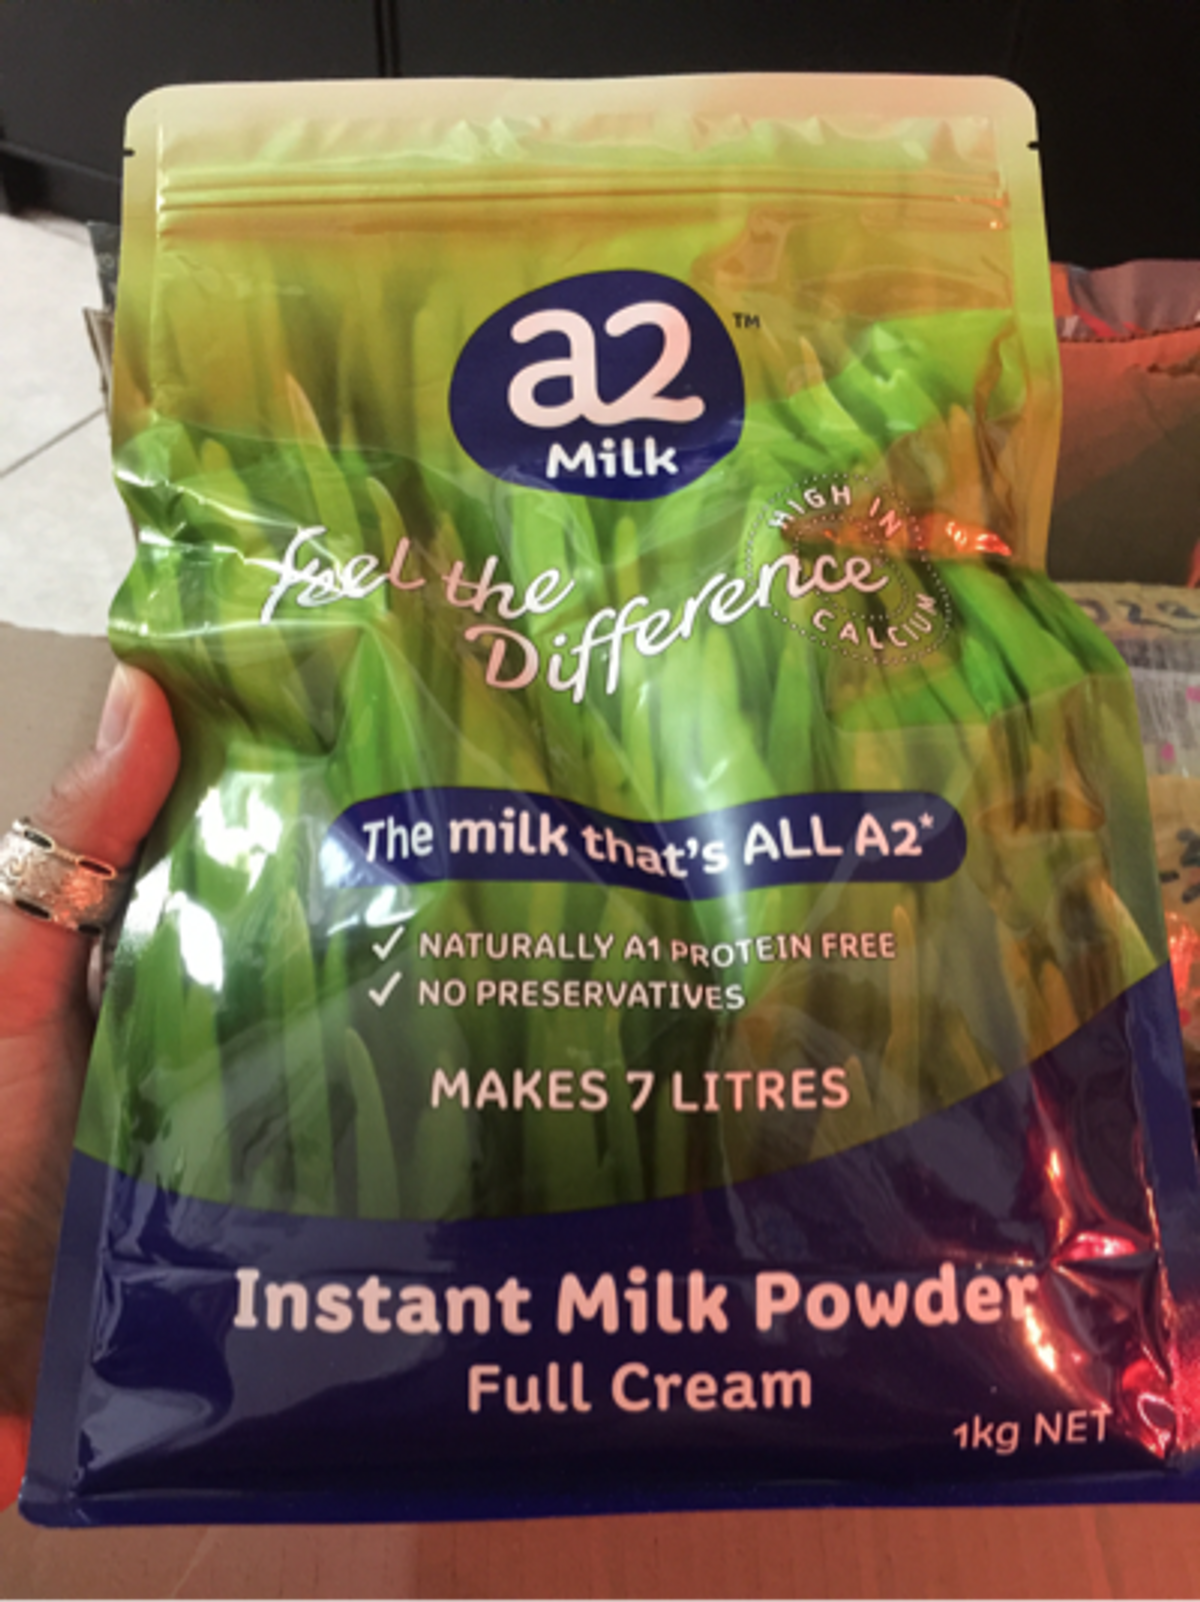 a2
Milk
TM
feel the
Difference
HIGH IN
CALCIUM
The milk that's ALL A2*
✓ NATURALLY A1 PROTEIN FREE
✓ NO PRESERVATIVES
MAKES 7 LITRES
Instant Milk Powder
Full Cream
1kg NET